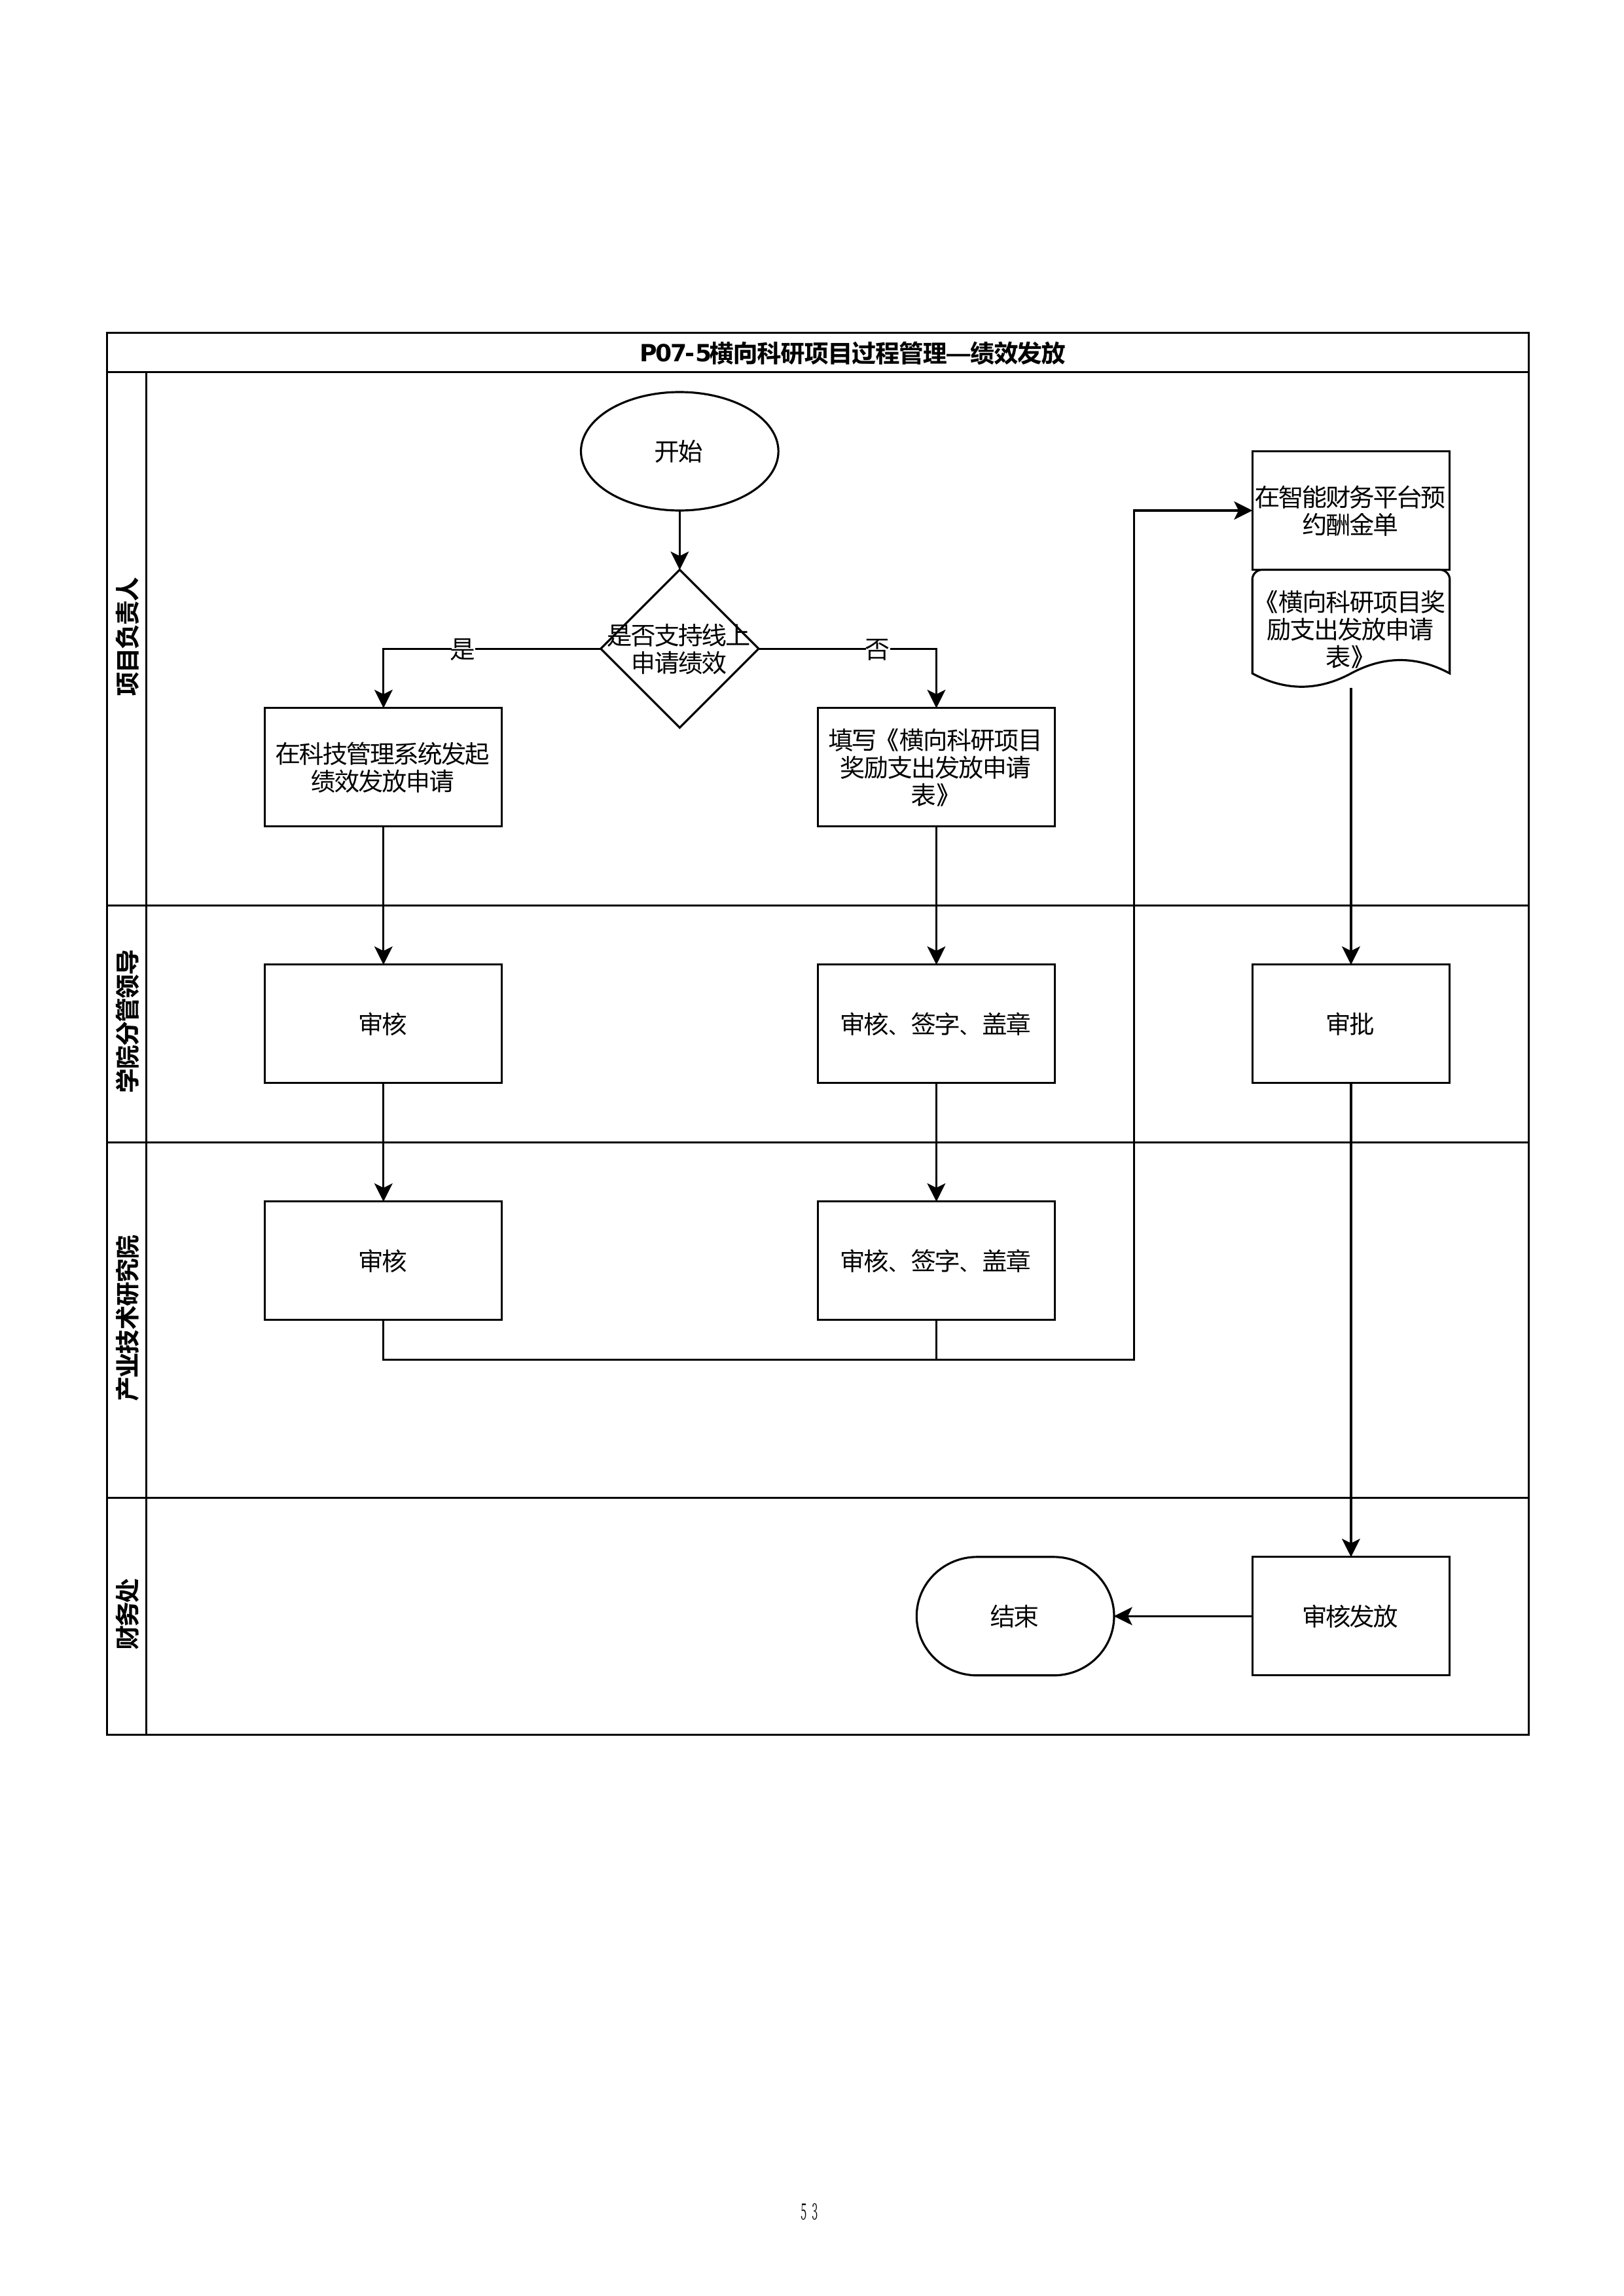 P07-5横向科研项目过程管理—绩效发放
项目负责人
开始
在智能财务平台预
约酬金单
《横向科研项目奖
励支出发放申请
表》
是否支持线上
申请绩效
是
否
在科技管理系统发起
绩效发放申请
填写《横向科研项目
奖励支出发放申请
表》
学院分管领导
审核
审核、签字、盖章
审批
产业技术研究院
审核
审核、签字、盖章
财务处
结束
审核发放
53